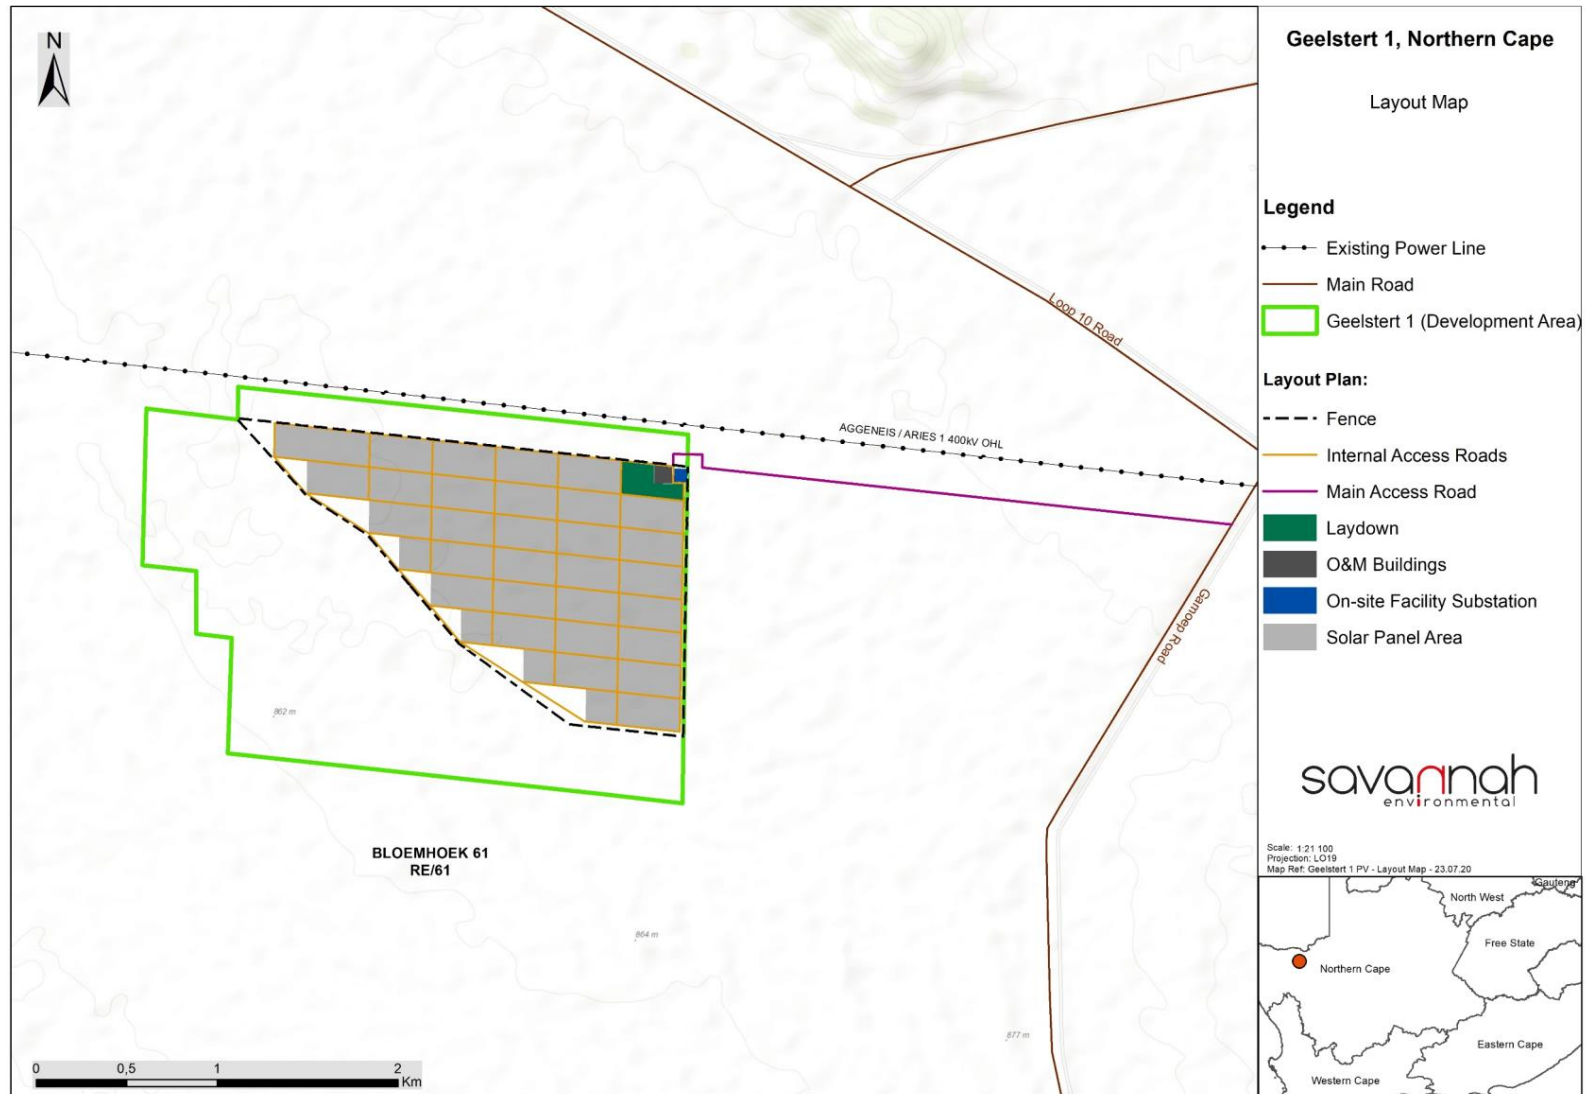 N
Loop 10 Road
AGGENEIS / ARIES 1 400kV OHL
Gamoep Road
862 m
BLOEMHOEK 61
RE/61
864 m
877 m
0 0,5 1 2
Km
Geelstert 1, Northern Cape
Layout Map
Legend
Existing Power Line
Main Road
Geelstert 1 (Development Area)
Layout Plan:
Fence
Internal Access Roads
Main Access Road
Laydown
O&M Buildings
On-site Facility Substation
Solar Panel Area
savannah
environmental
Scale: 1:21 100
Projection: LO19
Map Ref: Geelstert 1 PV - Layout Map - 23.07.20
Gauteng
North West
Free State
Northern Cape
Eastern Cape
Western Cape